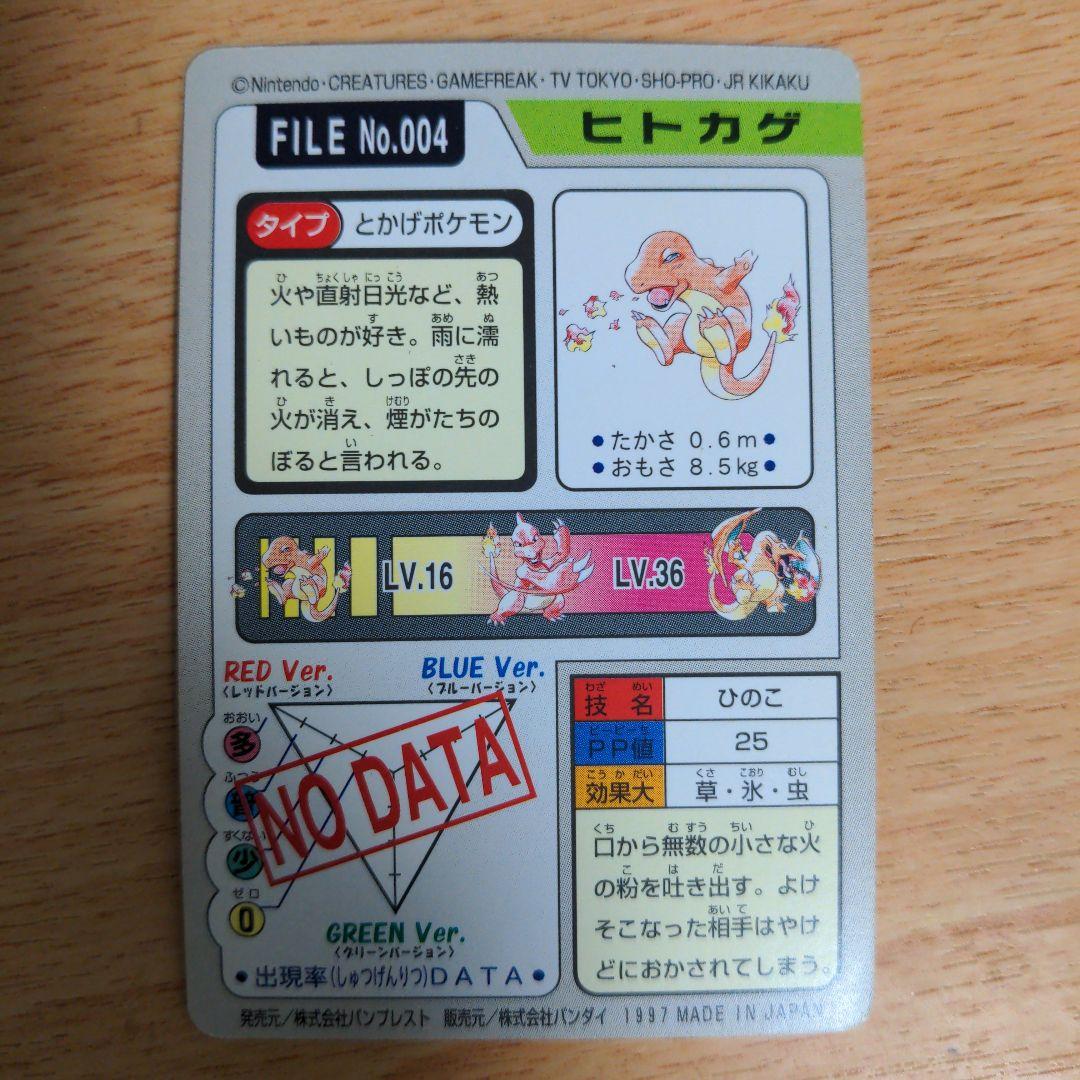 ©Nintendo・CREATURES・GAMEFREAK・TV TOKYO・SHO-PRO・JR KIKAKU
FILE No.004
ヒトカゲ
タイプ とかげポケモン
火や直射日光など、熱
いものが好き。雨に濡
れると、しっぽの先の
火が消え、煙がたちの
ぼると言われる。
●たかさ 0.6m●
●おもさ 8.5kg●
LV.16
LV.36
RED Ver.
〈レッドバージョン〉
BLUE Ver.
〈ブルーバージョン〉
おおい
多
ふつう
普
すくない
少
ゼロ
0
NO DATA
GREEN Ver.
〈グリーンバージョン〉
●出現率(しゅつげんりつ)DATA●
技名 ひのこ
PP値 25
効果大 草・氷・虫
口から無数の小さな火
の粉を吐き出す。よけ
そこなった相手はやけ
どにおかされてしまう。
発売元／株式会社バンプレスト 販売元／株式会社バンダイ 1997 MADE IN JAPAN